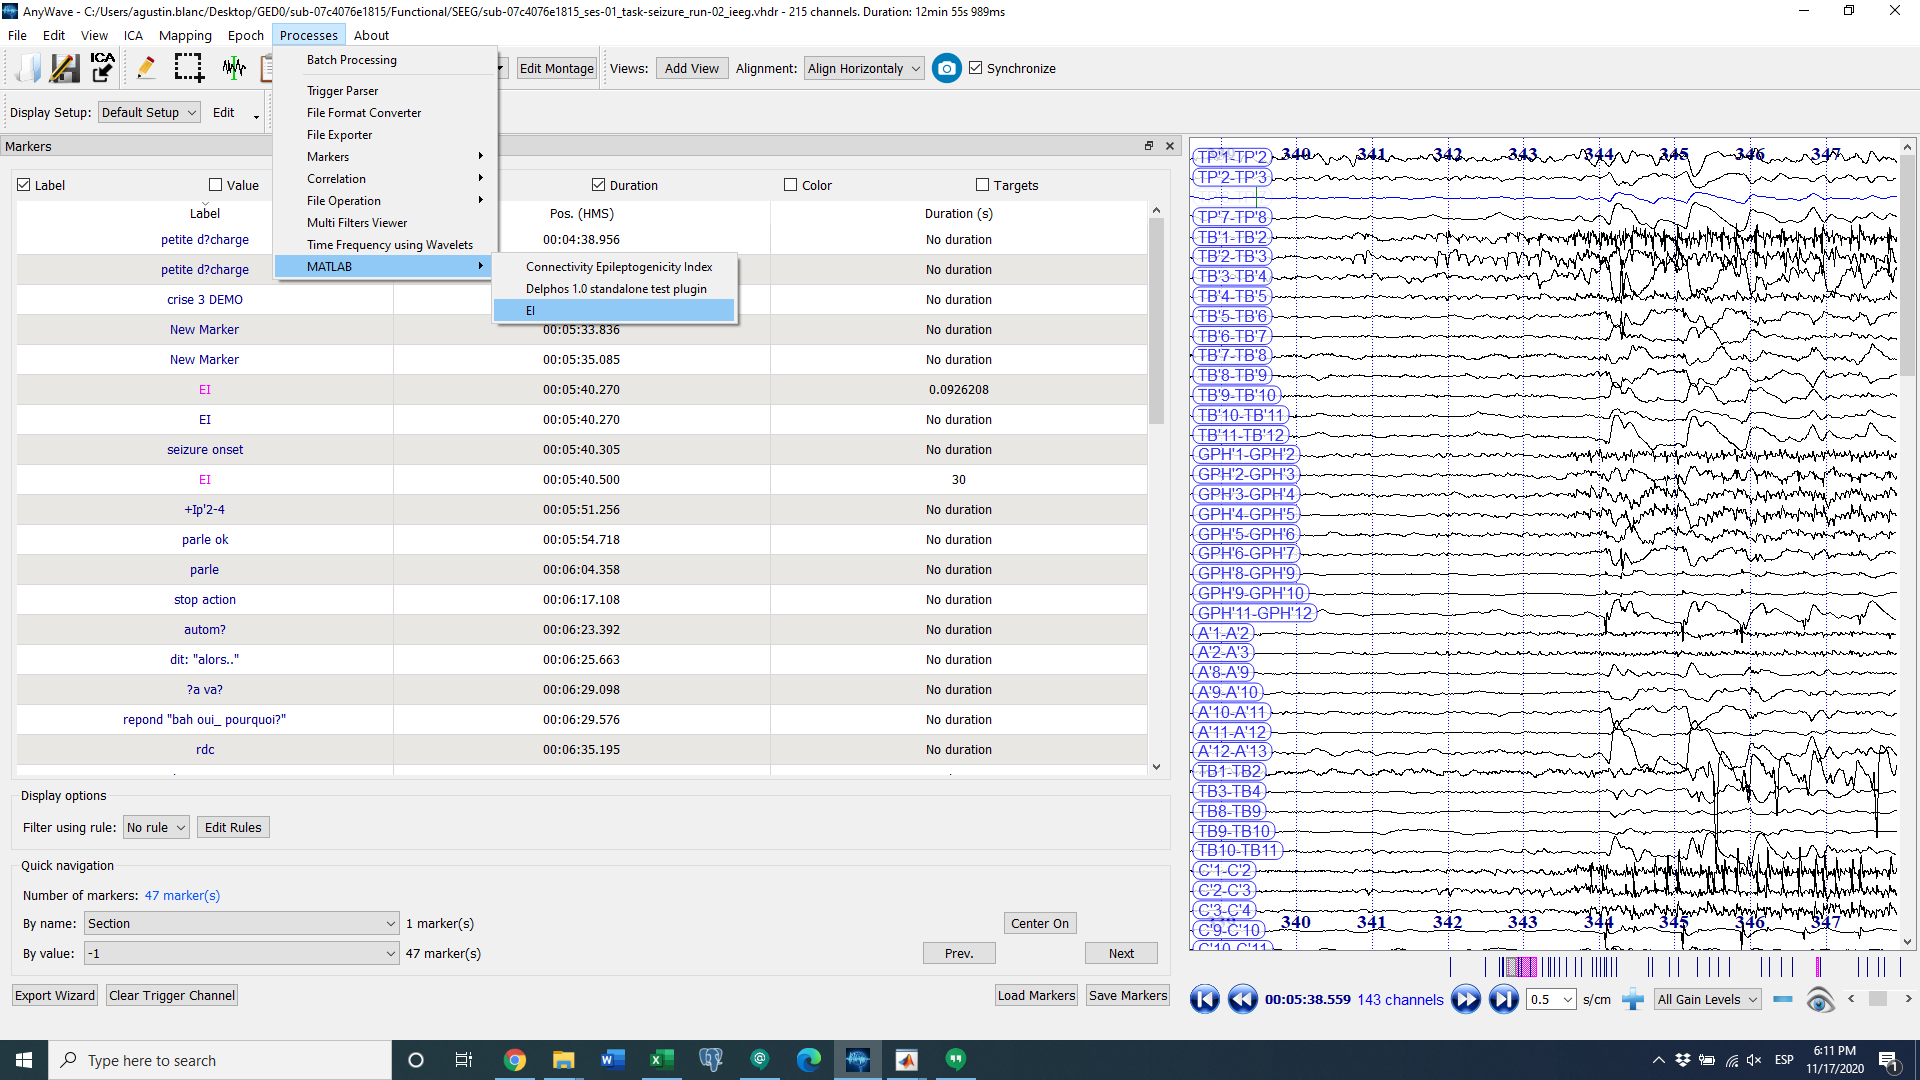 AnyWave - C:/Users/agustin.blanc/Desktop/GED0/sub-07c4076e1815/Functional/SEEG/sub-07c4076e1815_ses-01_task-seizure_run-02_ieeg.vhdr - 215 channels. Duration: 12min 55s 989ms
File Edit View ICA Mapping Epoch Processes About
ICA
Edit Montage Views: Add View Alignment: Align Horizontaly Synchronize
Display Setup: Default Setup Edit
Batch Processing
Trigger Parser
File Format Converter
File Exporter
Markers
Correlation
File Operation
Multi Filters Viewer
Time Frequency using Wavelets
MATLAB
Connectivity Epileptogenicity Index
Delphos 1.0 standalone test plugin
EI
Markers
Label Value Duration Color Targets
Label Pos. (HMS) Duration (s)
petite d?charge 00:04:38.956 No duration
petite d?charge No duration
crise 3 DEMO No duration
New Marker 00:05:33.836 No duration
New Marker 00:05:35.085 No duration
EI 00:05:40.270 0.0926208
EI 00:05:40.270 No duration
seizure onset 00:05:40.305 No duration
EI 00:05:40.500 30
+Ip'2-4 00:05:51.256 No duration
parle ok 00:05:54.718 No duration
parle 00:06:04.358 No duration
stop action 00:06:17.108 No duration
autom? 00:06:23.392 No duration
dit: "alors.." 00:06:25.663 No duration
?a va? 00:06:29.098 No duration
repond "bah oui_ pourquoi?" 00:06:29.576 No duration
rdc 00:06:35.195 No duration
Display options
Filter using rule: No rule Edit Rules
Quick navigation
Number of markers: 47 marker(s)
By name: Section 1 marker(s) Center On
By value: -1 47 marker(s) Prev. Next
Export Wizard Clear Trigger Channel Load Markers Save Markers
340 341 342 343 344 345 346 347
TP'1-TP'2
TP'2-TP'3
TP'7-TP'8
TB'1-TB'2
TB'2-TB'3
TB'3-TB'4
TB'4-TB'5
TB'5-TB'6
TB'6-TB'7
TB'7-TB'8
TB'8-TB'9
TB'9-TB'10
TB'10-TB'11
TB'11-TB'12
GPH'1-GPH'2
GPH'2-GPH'3
GPH'3-GPH'4
GPH'4-GPH'5
GPH'5-GPH'6
GPH'6-GPH'7
GPH'8-GPH'9
GPH'9-GPH'10
GPH'11-GPH'12
A'1-A'2
A'2-A'3
A'8-A'9
A'9-A'10
A'10-A'11
A'11-A'12
A'12-A'13
TB1-TB2
TB3-TB4
TB8-TB9
TB9-TB10
TB10-TB11
C'1-C'2
C'2-C'3
C'3-C'4
C'9-C'10
C'10-C'11
340 341 342 343 344 345 346 347
00:05:38.559 143 channels 0.5 s/cm All Gain Levels
Type here to search
ESP
6:11 PM
11/17/2020
1